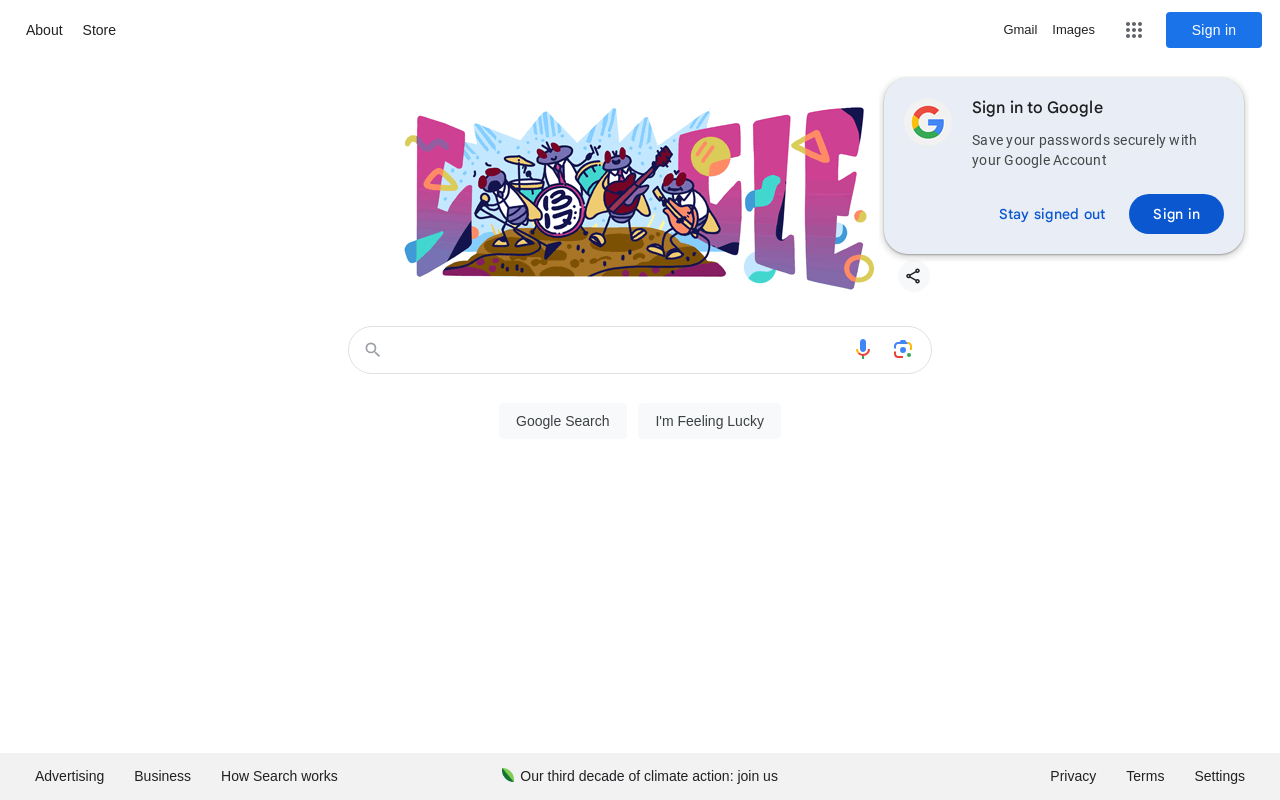 About
Store
Gmail
Images
Sign in
Sign in to Google
Save your passwords securely with
your Google Account
Stay signed out
Sign in
Google Search
I'm Feeling Lucky
Advertising
Business
How Search works
Our third decade of climate action: join us
Privacy
Terms
Settings